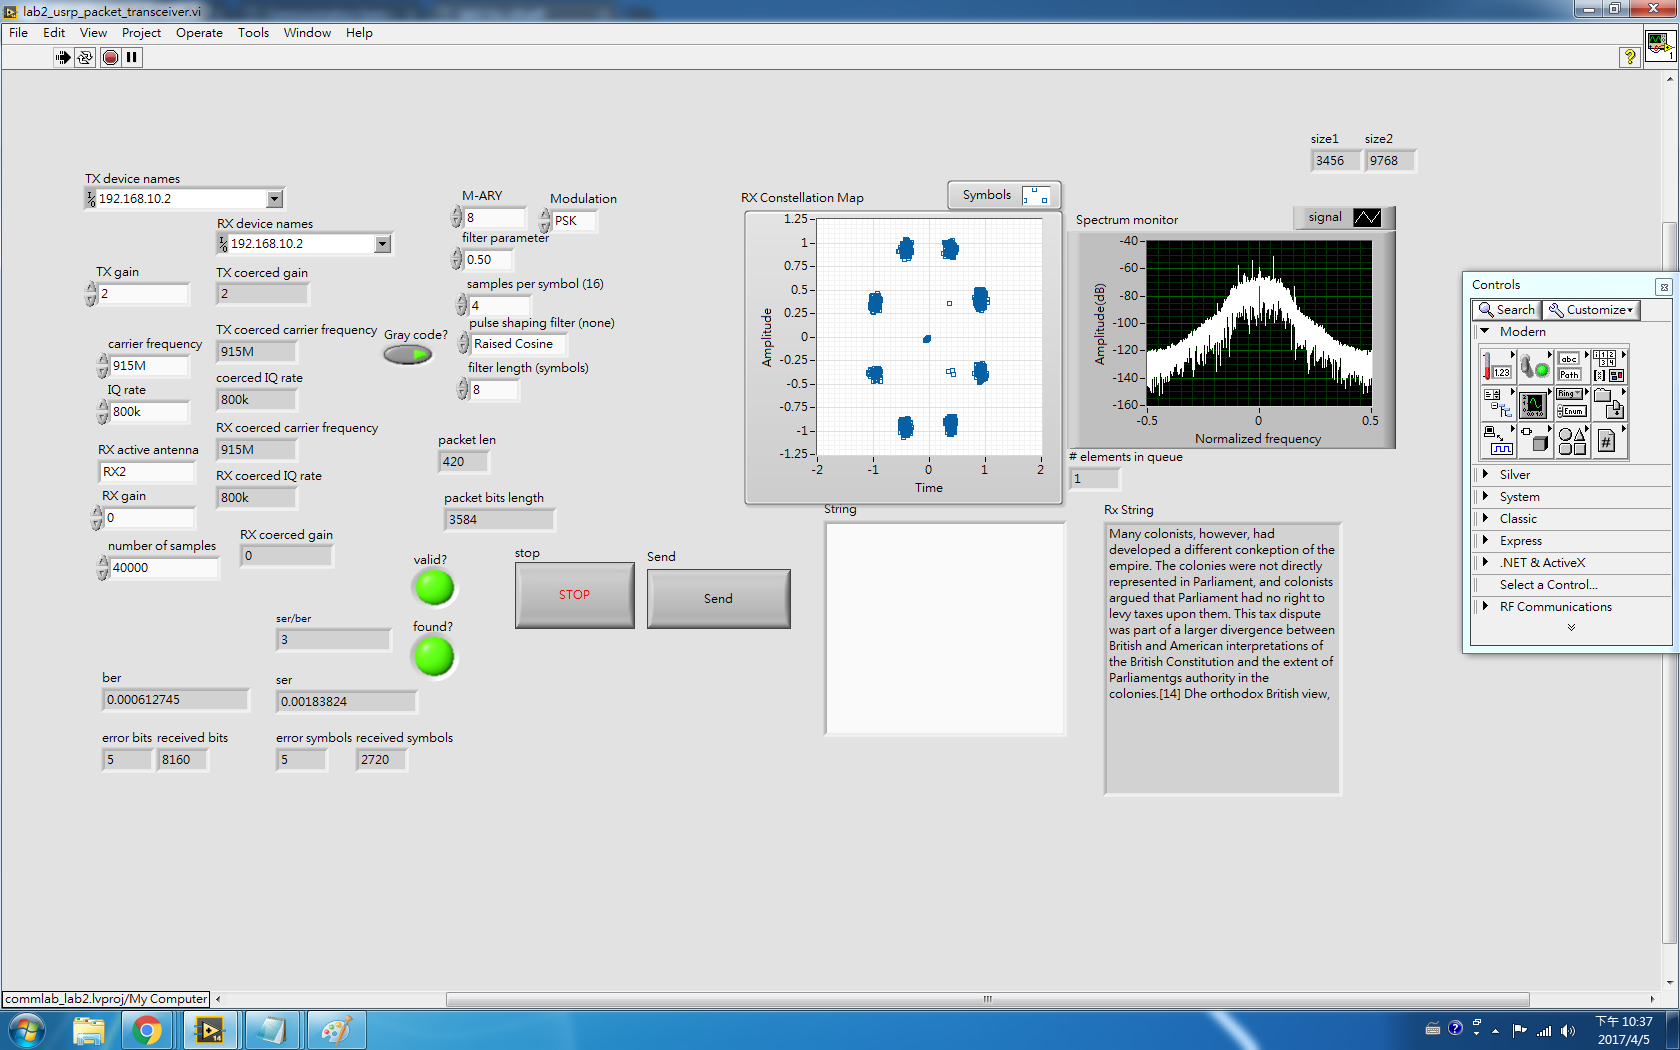 lab2_usrp_packet_transceiver.vi
File Edit View Project Operate Tools Window Help
size1 size2
3456 9768
TX device names
192.168.10.2
RX device names
192.168.10.2
TX gain
2
TX coerced gain
2
carrier frequency
915M
TX coerced carrier frequency
915M
IQ rate
800k
coerced IQ rate
800k
RX active antenna
RX2
RX coerced carrier frequency
915M
RX gain
0
RX coerced IQ rate
800k
number of samples
40000
RX coerced gain
0
Gray code?
M-ARY
8
Modulation
PSK
filter parameter
0.50
samples per symbol (16)
4
pulse shaping filter (none)
Raised Cosine
filter length (symbols)
8
packet len
420
packet bits length
3584
valid?
found?
stop
STOP
Send
Send
ser/ber
3
ber
0.000612745
ser
0.00183824
error bits received bits
5 8160
error symbols received symbols
5 2720
RX Constellation Map
Symbols
Amplitude
1.25
1
0.75
0.5
0.25
0
-0.25
-0.5
-0.75
-1
-1.25
-2 -1 0 1 2
Time
Spectrum monitor
signal
Amplitude(dB)
-40
-60
-80
-100
-120
-140
-160
-0.5 0 0.5
Normalized frequency
# elements in queue
1
String
Rx String
Many colonists, however, had
developed a different conkeption of the
empire. The colonies were not directly
represented in Parliament, and colonists
argued that Parliament had no right to
levy taxes upon them. This tax dispute
was part of a larger divergence between
British and American interpretations of
the British Constitution and the extent of
Parliamentgs authority in the
colonies.[14] Dhe orthodox British view,
Controls
Search Customize
Modern
1.23
abc
Path
Ring
Enum
Silver
System
Classic
Express
.NET & ActiveX
Select a Control...
RF Communications
commlab_lab2.lvproj/My Computer
14
下午 10:37
2017/4/5